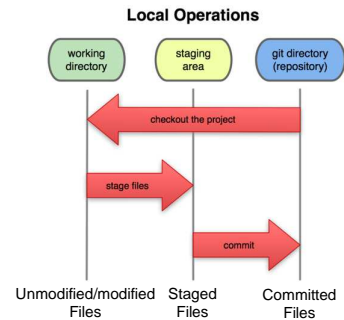 Local Operations
working
directory
staging
area
git directory
(repository)
checkout the project
stage files
commit
Unmodified/modified
Files
Staged
Files
Committed
Files